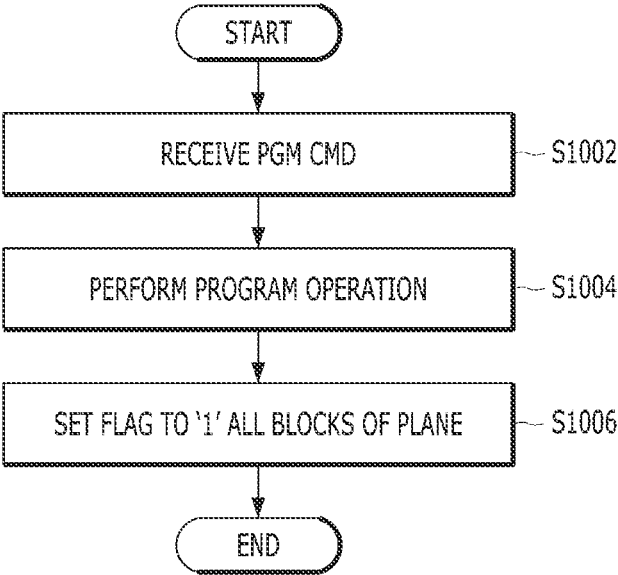 START
RECEIVE PGM CMD
S1002
PERFORM PROGRAM OPERATION
S1004
SET FLAG TO ‘1’ ALL BLOCKS OF PLANE
S1006
END